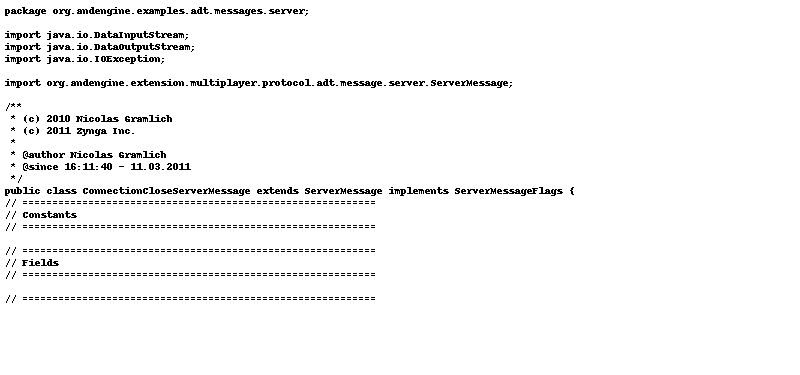 package org.andengine.examples.adt.messages.server;

import java.io.DataInputStream;
import java.io.DataOutputStream;
import java.io.IOException;

import org.andengine.extension.multiplayer.protocol.adt.message.server.ServerMessage;

/**
 * (c) 2010 Nicolas Gramlich
 * (c) 2011 Zynga Inc.
 *
 * @author Nicolas Gramlich
 * @since 16:11:40 - 11.03.2011
 */
public class ConnectionCloseServerMessage extends ServerMessage implements ServerMessageFlags {
// ===========================================================
// Constants
// ===========================================================

// ===========================================================
// Fields
// ===========================================================

// ===========================================================